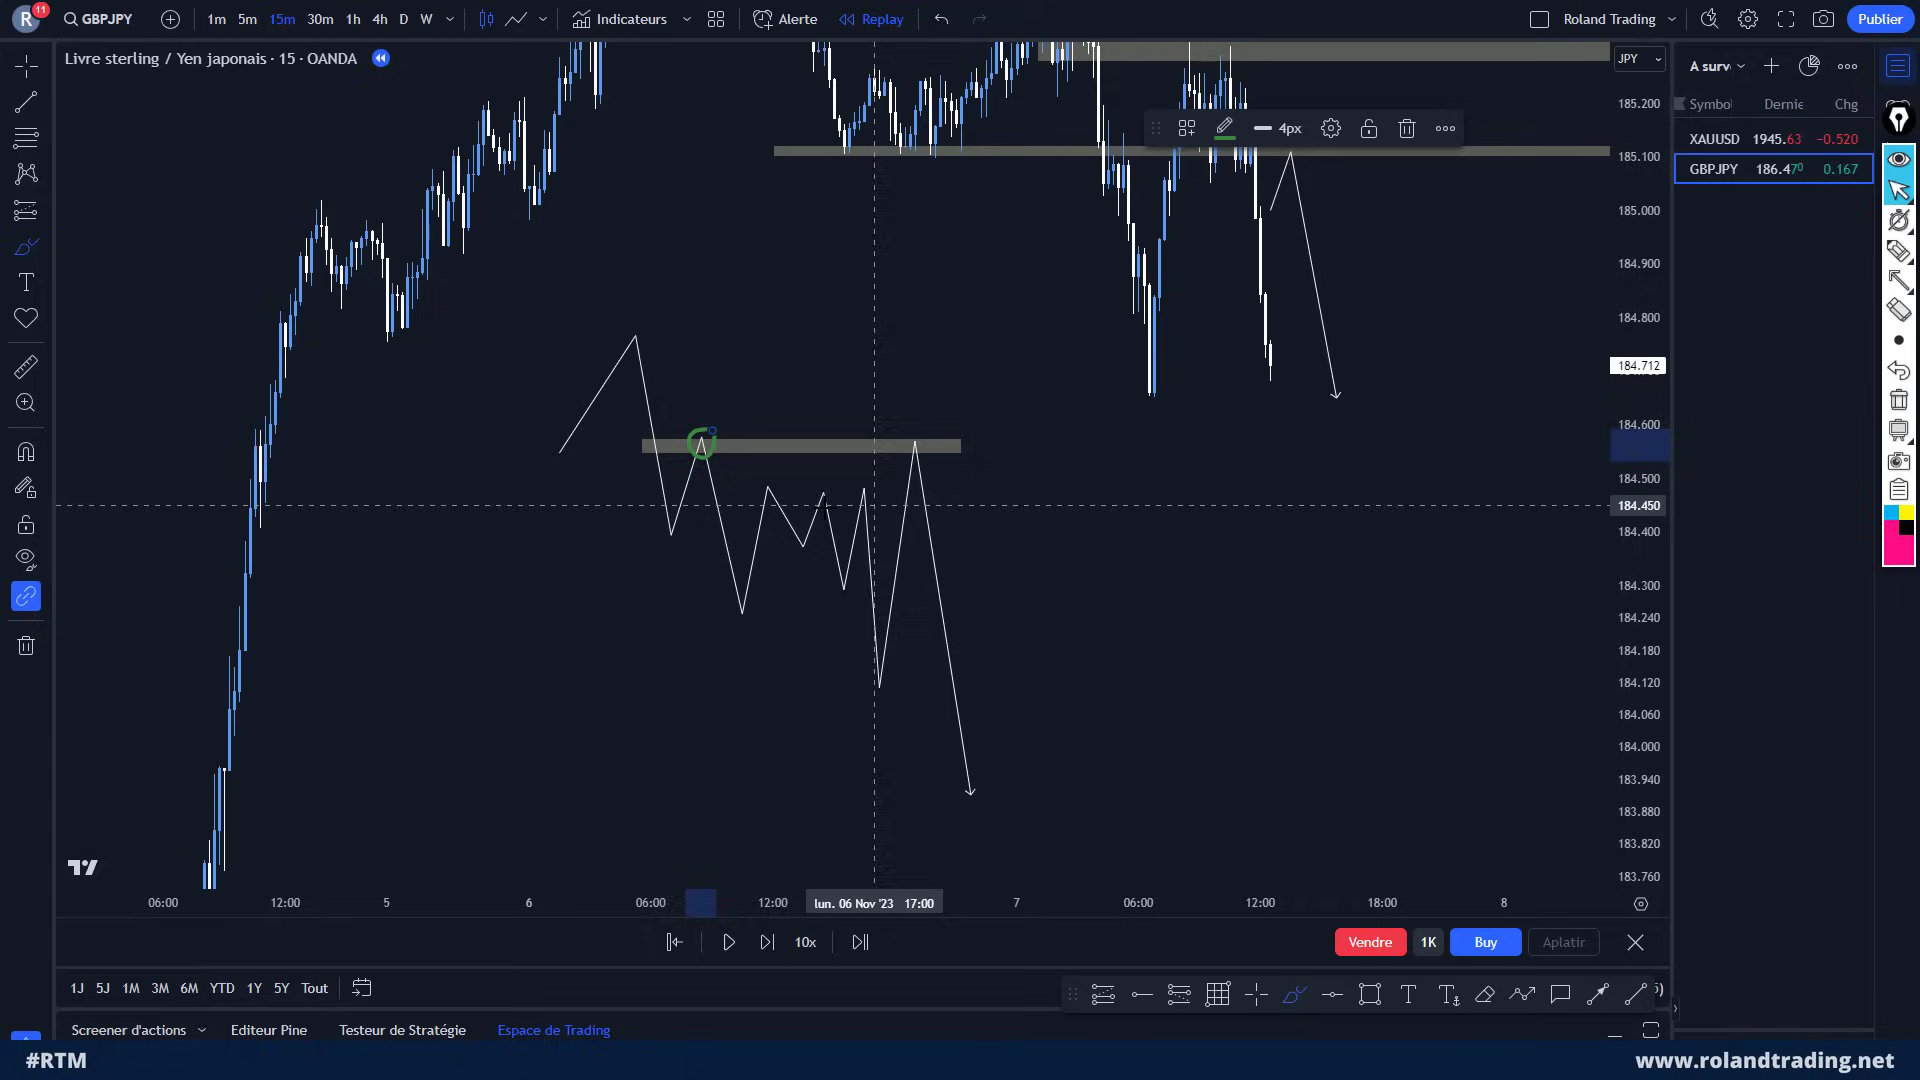 R 11 GBPJPY 1m 5m 15m 30m 1h 4h D W Indicateurs Alerte Replay Roland Trading Publier
Livre sterling / Yen japonais · 15 · OANDA
JPY
A surv
Symbol Dernie Chg
XAUUSD 1945.63 −0.520
GBPJPY 186.470 0.167
4px
185.200
185.100
185.000
184.900
184.800
184.712
184.600
184.500
184.450
184.400
184.300
184.240
184.180
184.120
184.060
184.000
183.940
183.880
183.820
183.760
06:00 12:00 5 6 06:00 12:00 lun. 06 Nov '23 17:00 7 06:00 12:00 18:00 8
10x
Vendre 1K Buy Aplatir
1J 5J 1M 3M 6M YTD 1Y 5Y Tout
Screener d'actions Editeur Pine Testeur de Stratégie Espace de Trading
#RTM
www.rolandtrading.net